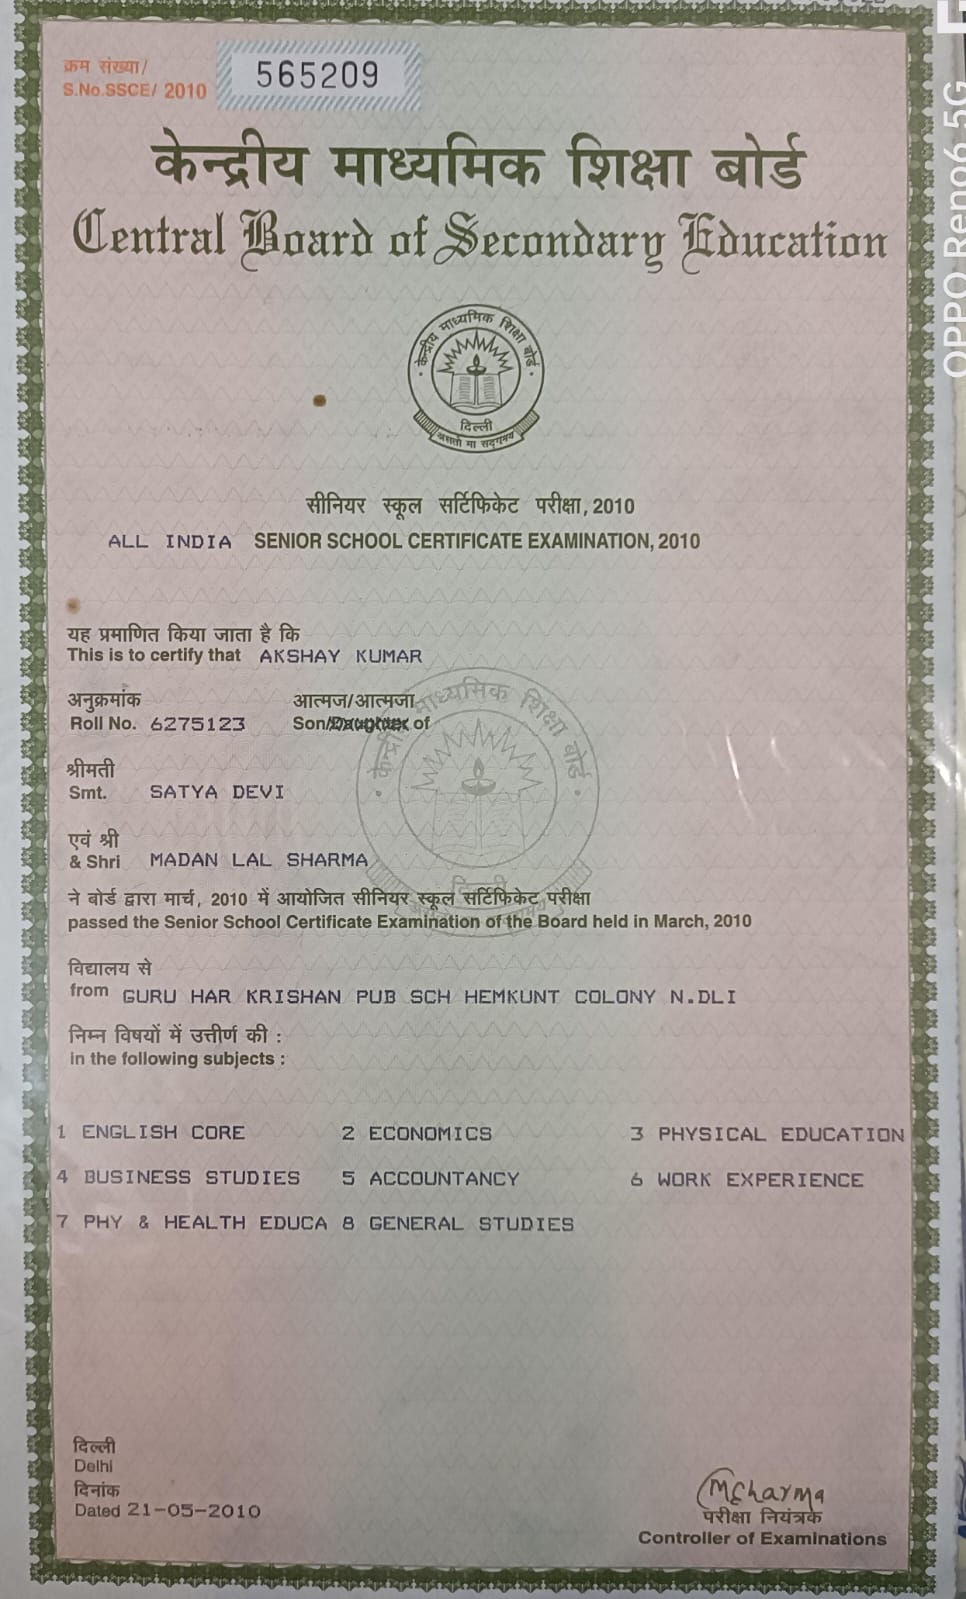 क्रम संख्या/
S.No.SSCE/ 2010
565209
केन्द्रीय माध्यमिक शिक्षा बोर्ड
Central Board of Secondary Education
केन्द्रीय माध्यमिक शिक्षा बोर्ड
दिल्ली
असतो मा सद्गमय
सीनियर स्कूल सर्टिफिकेट परीक्षा, 2010
ALL INDIA SENIOR SCHOOL CERTIFICATE EXAMINATION, 2010
यह प्रमाणित किया जाता है कि
This is to certify that AKSHAY KUMAR
अनुक्रमांक आत्मज/आत्मजा
Roll No. 6275123 Son/Daughter of
श्रीमती
Smt. SATYA DEVI
एवं श्री
& Shri MADAN LAL SHARMA
ने बोर्ड द्वारा मार्च, 2010 में आयोजित सीनियर स्कूल सर्टिफिकेट परीक्षा
passed the Senior School Certificate Examination of the Board held in March, 2010
विद्यालय से
from GURU HAR KRISHAN PUB SCH HEMKUNT COLONY N.DLI
निम्न विषयों में उत्तीर्ण की :
in the following subjects :
1 ENGLISH CORE 2 ECONOMICS 3 PHYSICAL EDUCATION
4 BUSINESS STUDIES 5 ACCOUNTANCY 6 WORK EXPERIENCE
7 PHY & HEALTH EDUCA 8 GENERAL STUDIES
दिल्ली
Delhi
दिनांक
Dated 21-05-2010
MCSharma
परीक्षा नियंत्रक
Controller of Examinations
OPPO Reno6 5G